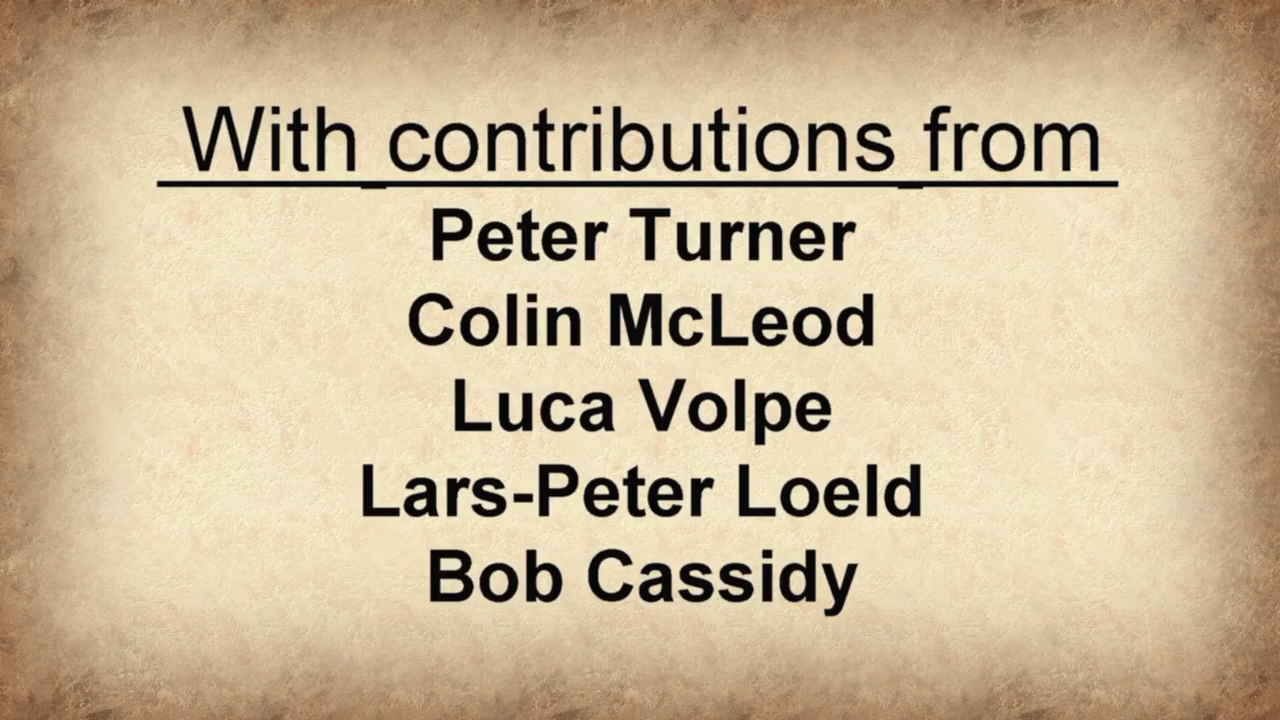 With contributions from
Peter Turner
Colin McLeod
Luca Volpe
Lars-Peter Loeld
Bob Cassidy